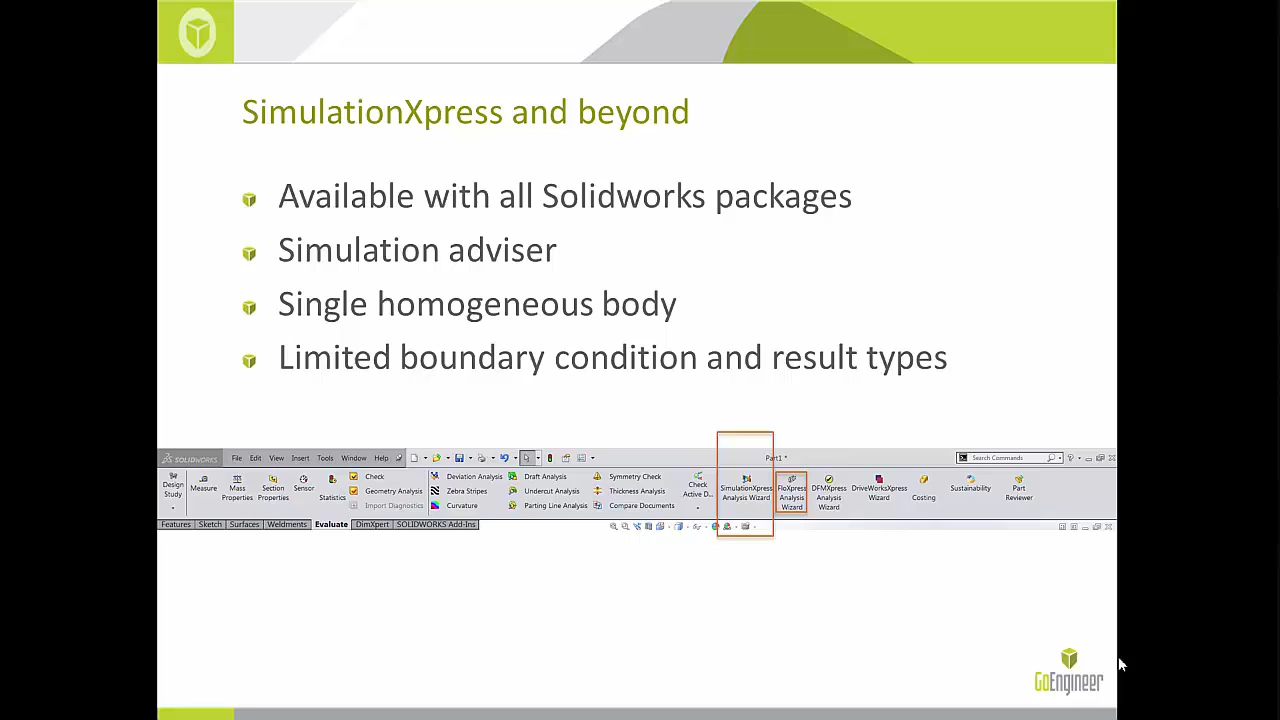 SimulationXpress and beyond
Available with all Solidworks packages
Simulation adviser
Single homogeneous body
Limited boundary condition and result types
SOLIDWORKS File Edit View Insert Tools Window Help Part1 * Search Commands
Design Study
Measure
Mass Properties
Section Properties
Sensor
Statistics
Check
Geometry Analysis
Import Diagnostics
Deviation Analysis
Zebra Stripes
Curvature
Draft Analysis
Undercut Analysis
Parting Line Analysis
Symmetry Check
Thickness Analysis
Compare Documents
Check Active D...
SimulationXpress Analysis Wizard
FloXpress Analysis Wizard
DFMXpress Analysis Wizard
DriveWorksXpress Wizard
Costing
Sustainability
Part Reviewer
Features Sketch Surfaces Weldments Evaluate DimXpert SOLIDWORKS Add-Ins
GoEngineer